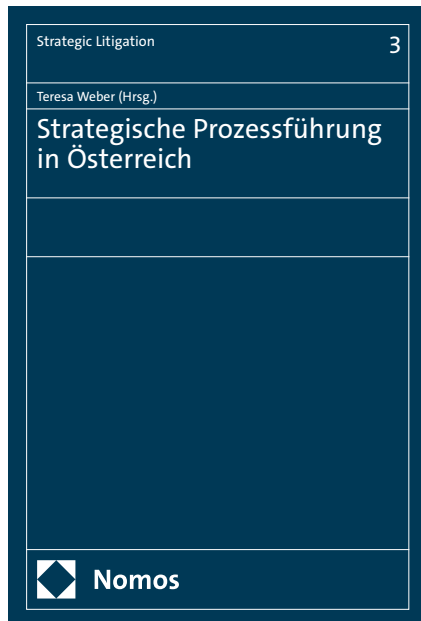 Strategic Litigation 3
Teresa Weber (Hrsg.)
Strategische Prozessführung
in Österreich
Nomos